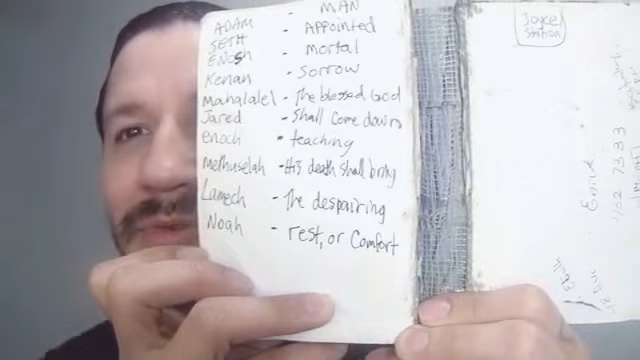 ADAM - MAN
SETH - Appointed
ENOSh - mortal
Kenan - sorrow
Mahalalel - The blessed God
Jared - Shall come down
enoch - teaching
methuselah - His death shall bring
Lamech - The despairing
Noah - rest, or Comfort
Joyce